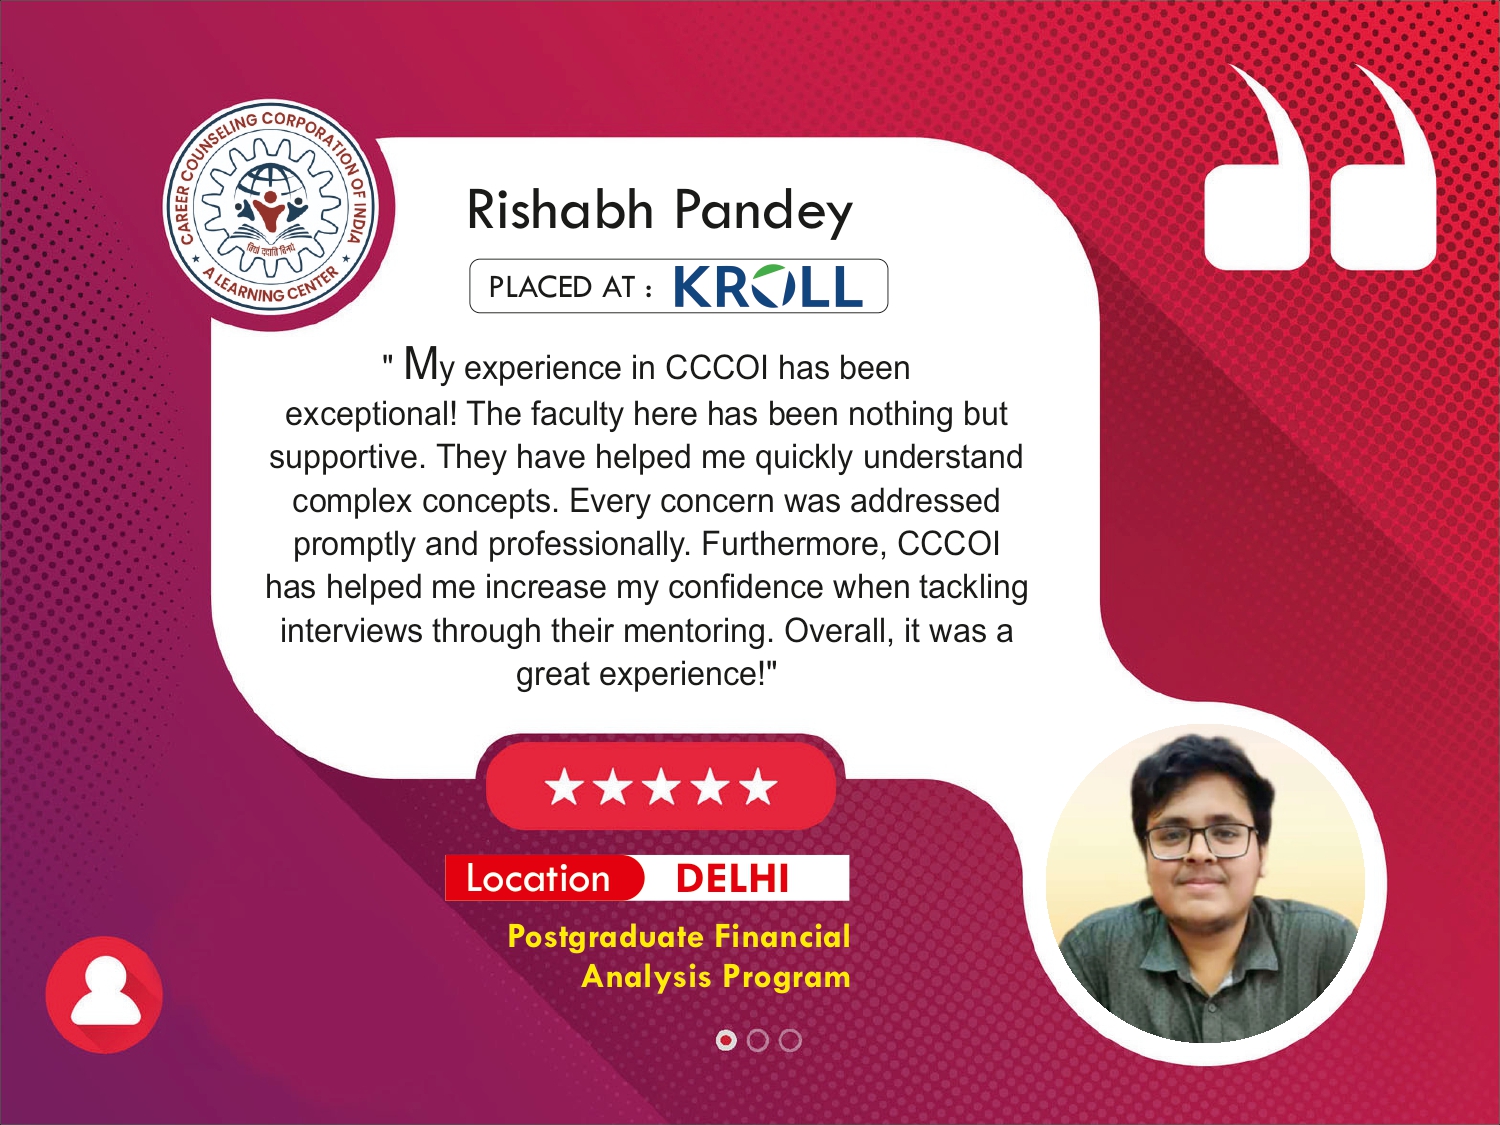 CAREER COUNSELING CORPORATION OF INDIA
विद्या ददाति विनयं
★ A LEARNING CENTER ★
Rishabh Pandey
PLACED AT : KROLL
" My experience in CCCOI has been
exceptional! The faculty here has been nothing but
supportive. They have helped me quickly understand
complex concepts. Every concern was addressed
promptly and professionally. Furthermore, CCCOI
has helped me increase my confidence when tackling
interviews through their mentoring. Overall, it was a
great experience!"
Location DELHI
Postgraduate Financial
Analysis Program